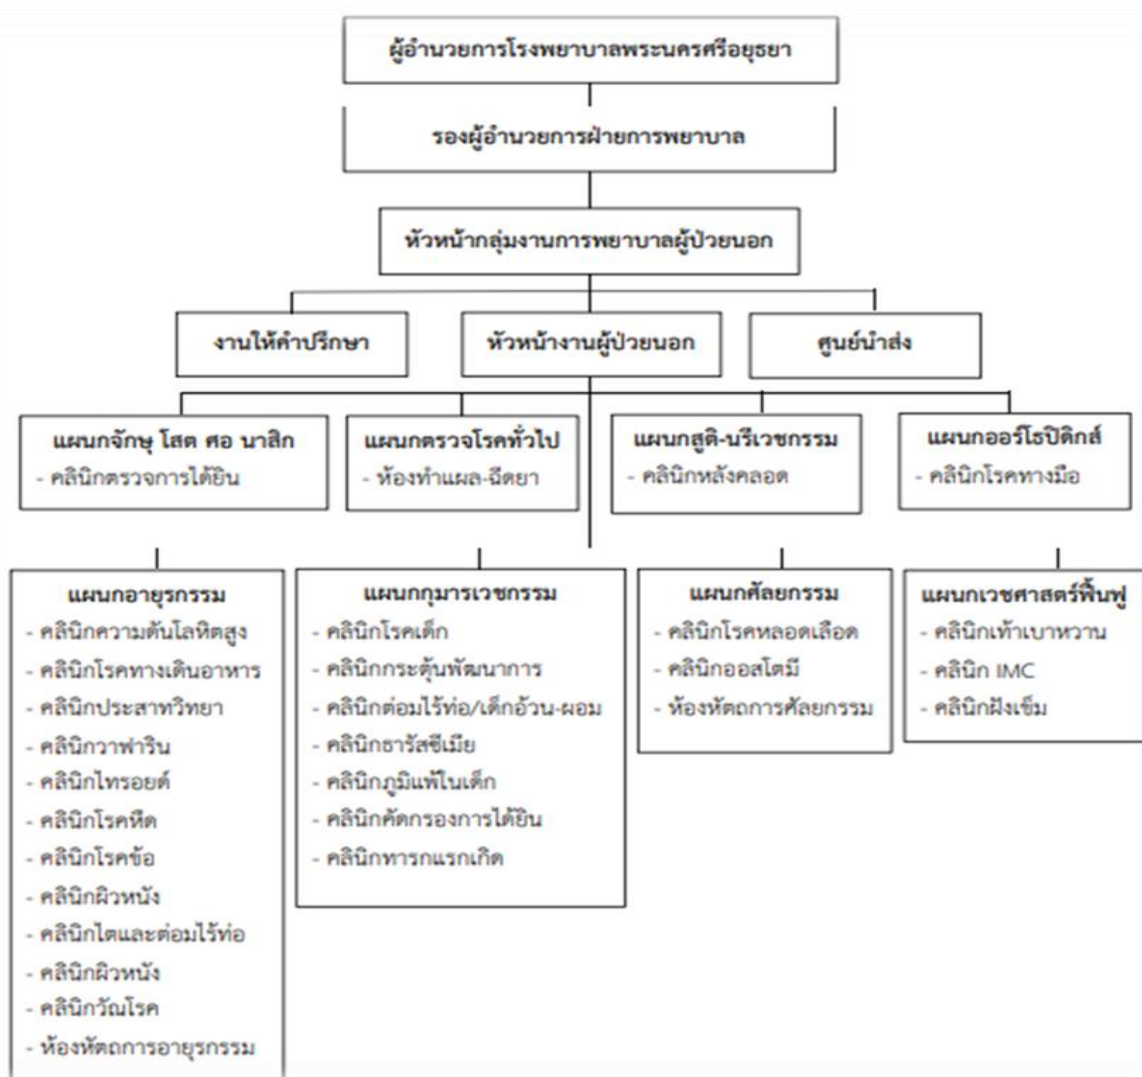 ผู้อำนวยการโรงพยาบาลพระนครศรีอยุธยา
รองผู้อำนวยการฝ่ายการพยาบาล
หัวหน้ากลุ่มงานการพยาบาลผู้ป่วยนอก
งานให้คำปรึกษา
หัวหน้างานผู้ป่วยนอก
ศูนย์นำส่ง
แผนกจักษุ โสต ศอ นาสิก
- คลินิกตรวจการได้ยิน
แผนกตรวจโรคทั่วไป
- ห้องทำแผล-ฉีดยา
แผนกสูติ-นรีเวชกรรม
- คลินิกหลังคลอด
แผนกออร์โธปิดิกส์
- คลินิกโรคทางมือ
แผนกอายุรกรรม
- คลินิกความดันโลหิตสูง
- คลินิกโรคทางเดินอาหาร
- คลินิกประสาทวิทยา
- คลินิกวาฟาริน
- คลินิกไทรอยด์
- คลินิกโรคหืด
- คลินิกโรคข้อ
- คลินิกผิวหนัง
- คลินิกไตและต่อมไร้ท่อ
- คลินิกผิวหนัง
- คลินิกวัณโรค
- ห้องหัตถการอายุรกรรม
แผนกกุมารเวชกรรม
- คลินิกโรคเด็ก
- คลินิกกระตุ้นพัฒนาการ
- คลินิกต่อมไร้ท่อ/เด็กอ้วน-ผอม
- คลินิกธารัสซีเมีย
- คลินิกภูมิแพ้ในเด็ก
- คลินิกคัดกรองการได้ยิน
- คลินิกทารกแรกเกิด
แผนกศัลยกรรม
- คลินิกโรคหลอดเลือด
- คลินิกออสโตมี
- ห้องหัตถการศัลยกรรม
แผนกเวชศาสตร์ฟื้นฟู
- คลินิกเท้าเบาหวาน
- คลินิก IMC
- คลินิกฝังเข็ม